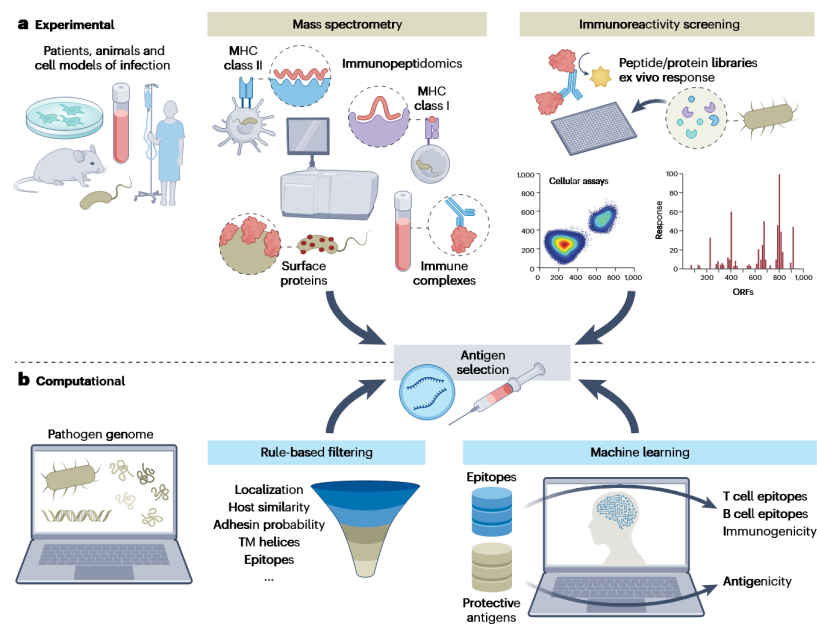 a Experimental
Patients, animals and
cell models of infection
Mass spectrometry
MHC
class II
Immunopeptidomics
MHC
class I
Surface
proteins
Immune
complexes
Immunoreactivity screening
Peptide/protein libraries
ex vivo response
Cellular assays
1,000
800
600
400
200
0
0 200 400 600 800 1,000
Response
100
80
60
40
20
0
200 400 600 800 1,000
ORFs
Antigen
selection
b Computational
Pathogen genome
Rule-based filtering
Localization
Host similarity
Adhesin probability
TM helices
Epitopes
...
Machine learning
Epitopes
Protective
antigens
T cell epitopes
B cell epitopes
Immunogenicity
Antigenicity